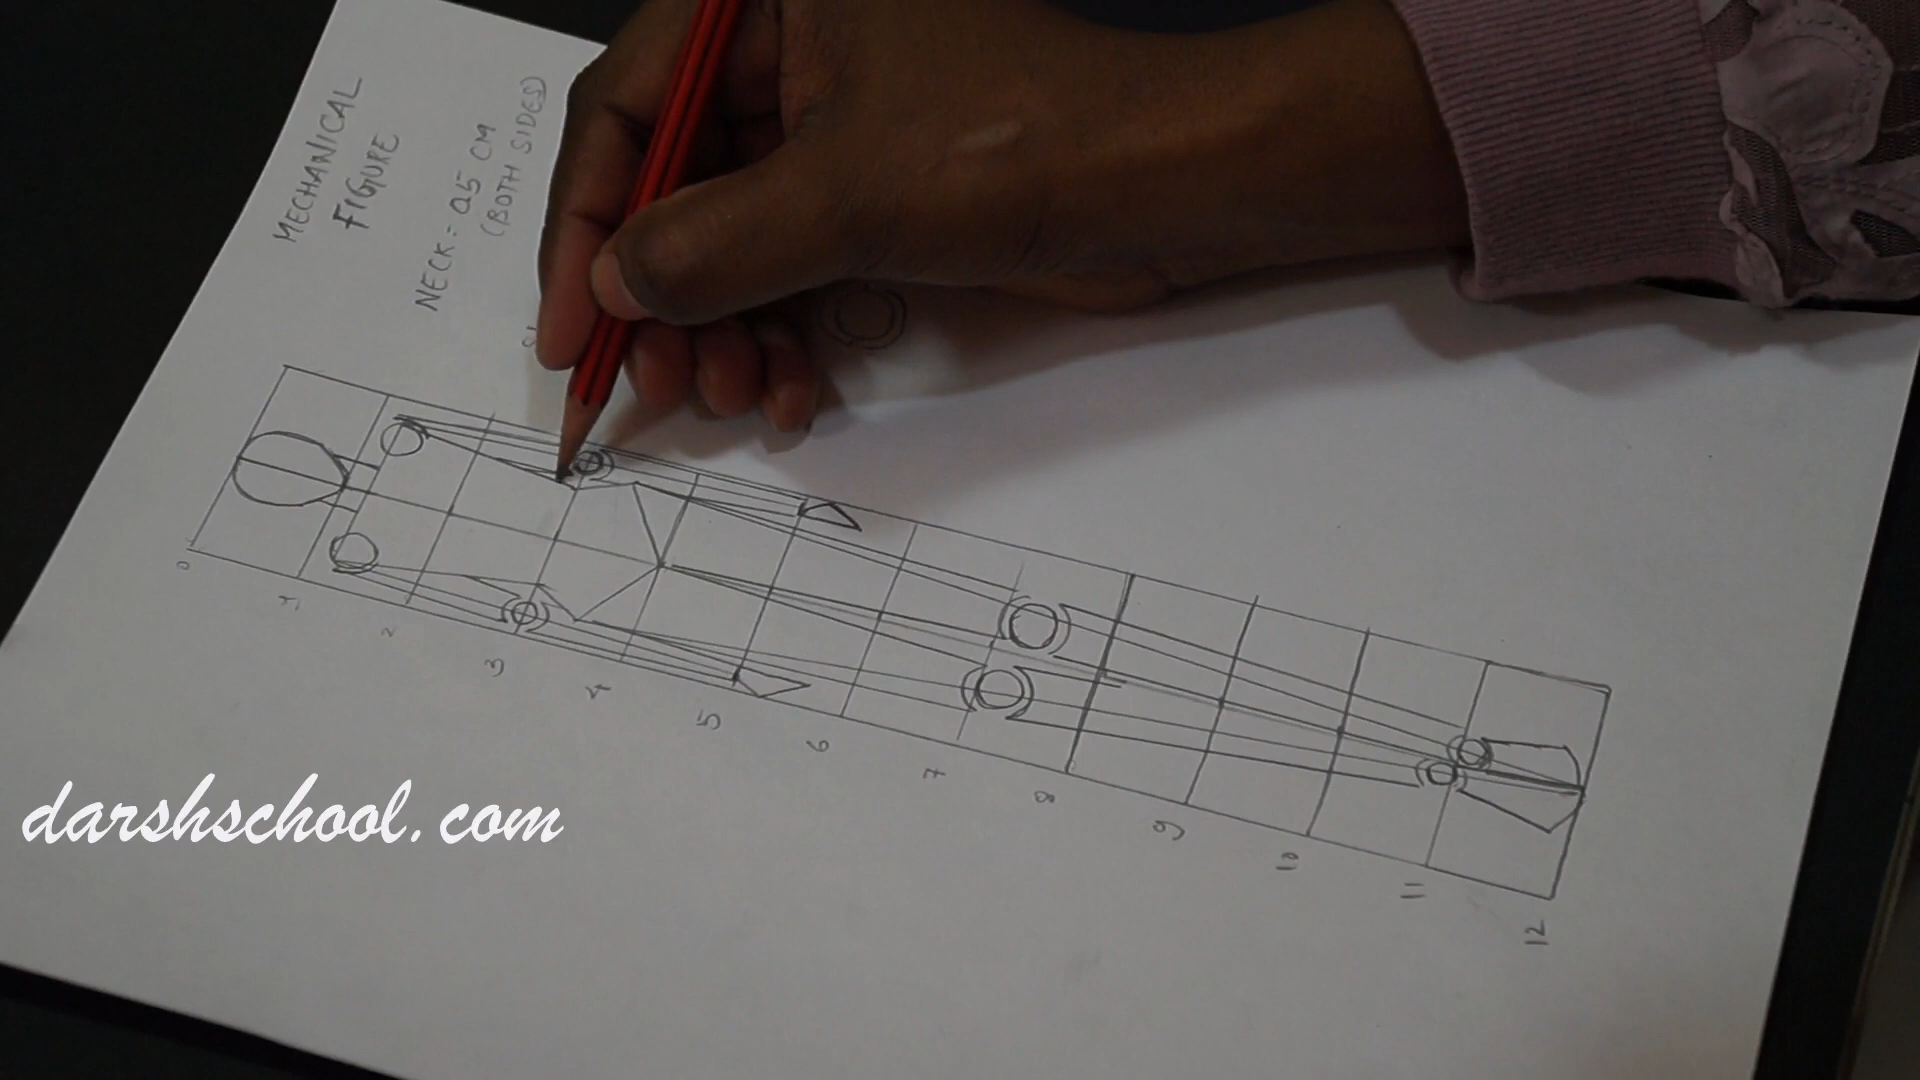 MECHANICAL
FIGURE
NECK = 0.5 CM
(BOTH SIDES)
0
1
2
3
4
5
6
7
8
9
10
11
12
darshschool.com